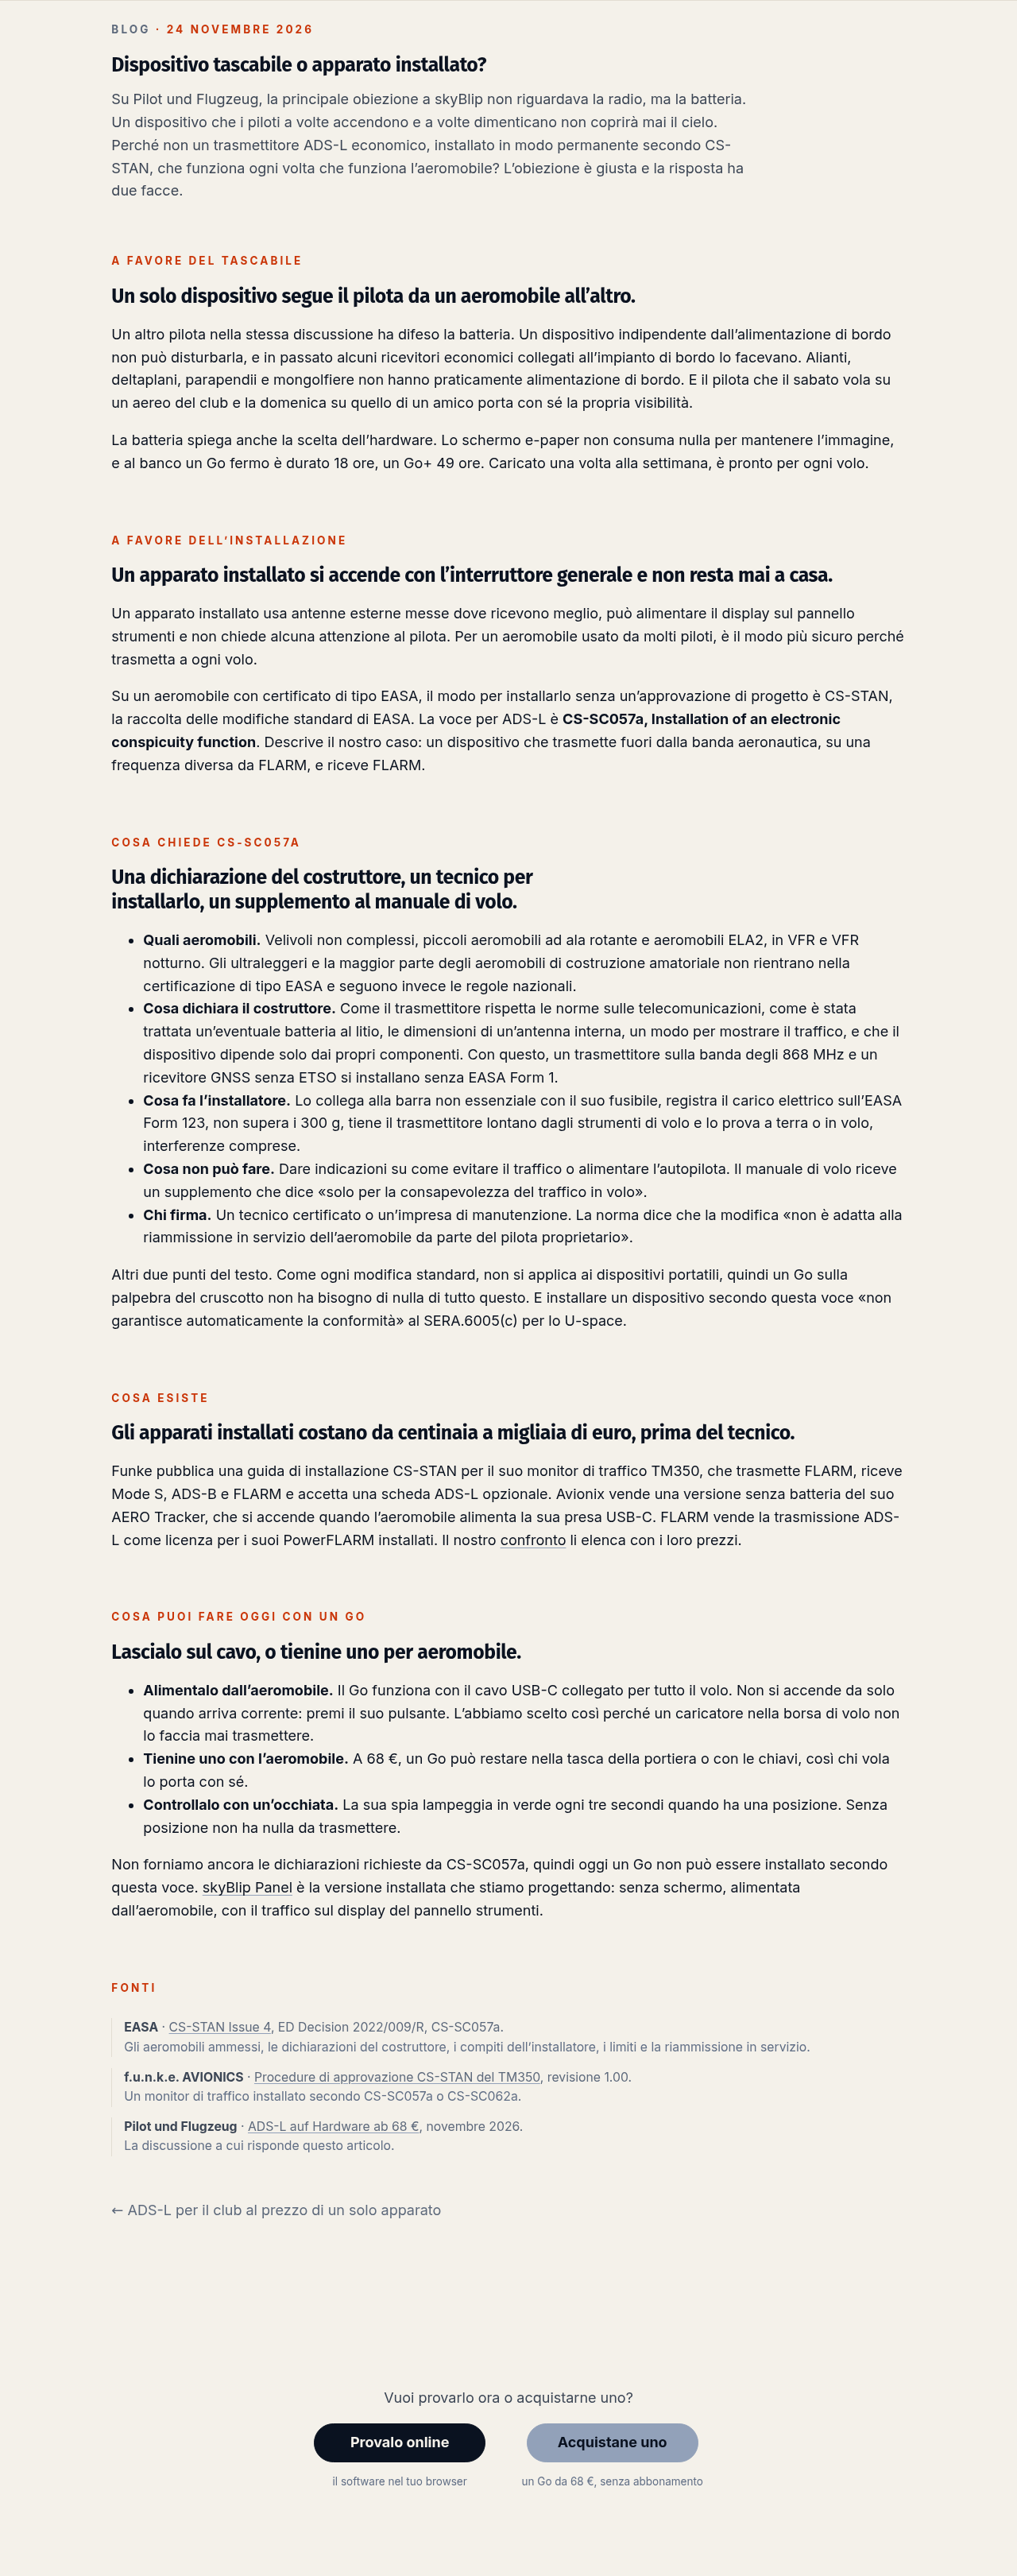 BLOG · 24 NOVEMBRE 2026
Dispositivo tascabile o apparato installato?
Su Pilot und Flugzeug, la principale obiezione a skyBlip non riguardava la radio, ma la batteria.
Un dispositivo che i piloti a volte accendono e a volte dimenticano non coprirà mai il cielo.
Perché non un trasmettitore ADS-L economico, installato in modo permanente secondo CS-
STAN, che funziona ogni volta che funziona l’aeromobile? L’obiezione è giusta e la risposta ha
due facce.
A FAVORE DEL TASCABILE
Un solo dispositivo segue il pilota da un aeromobile all’altro.
Un altro pilota nella stessa discussione ha difeso la batteria. Un dispositivo indipendente dall’alimentazione di bordo
non può disturbarla, e in passato alcuni ricevitori economici collegati all’impianto di bordo lo facevano. Alianti,
deltaplani, parapendii e mongolfiere non hanno praticamente alimentazione di bordo. E il pilota che il sabato vola su
un aereo del club e la domenica su quello di un amico porta con sé la propria visibilità.
La batteria spiega anche la scelta dell’hardware. Lo schermo e-paper non consuma nulla per mantenere l’immagine,
e al banco un Go fermo è durato 18 ore, un Go+ 49 ore. Caricato una volta alla settimana, è pronto per ogni volo.
A FAVORE DELL’INSTALLAZIONE
Un apparato installato si accende con l’interruttore generale e non resta mai a casa.
Un apparato installato usa antenne esterne messe dove ricevono meglio, può alimentare il display sul pannello
strumenti e non chiede alcuna attenzione al pilota. Per un aeromobile usato da molti piloti, è il modo più sicuro perché
trasmetta a ogni volo.
Su un aeromobile con certificato di tipo EASA, il modo per installarlo senza un’approvazione di progetto è CS-STAN,
la raccolta delle modifiche standard di EASA. La voce per ADS-L è CS-SC057a, Installation of an electronic
conspicuity function. Descrive il nostro caso: un dispositivo che trasmette fuori dalla banda aeronautica, su una
frequenza diversa da FLARM, e riceve FLARM.
COSA CHIEDE CS-SC057A
Una dichiarazione del costruttore, un tecnico per
installarlo, un supplemento al manuale di volo.
• Quali aeromobili. Velivoli non complessi, piccoli aeromobili ad ala rotante e aeromobili ELA2, in VFR e VFR
notturno. Gli ultraleggeri e la maggior parte degli aeromobili di costruzione amatoriale non rientrano nella
certificazione di tipo EASA e seguono invece le regole nazionali.
• Cosa dichiara il costruttore. Come il trasmettitore rispetta le norme sulle telecomunicazioni, come è stata
trattata un’eventuale batteria al litio, le dimensioni di un’antenna interna, un modo per mostrare il traffico, e che il
dispositivo dipende solo dai propri componenti. Con questo, un trasmettitore sulla banda degli 868 MHz e un
ricevitore GNSS senza ETSO si installano senza EASA Form 1.
• Cosa fa l’installatore. Lo collega alla barra non essenziale con il suo fusibile, registra il carico elettrico sull’EASA
Form 123, non supera i 300 g, tiene il trasmettitore lontano dagli strumenti di volo e lo prova a terra o in volo,
interferenze comprese.
• Cosa non può fare. Dare indicazioni su come evitare il traffico o alimentare l’autopilota. Il manuale di volo riceve
un supplemento che dice «solo per la consapevolezza del traffico in volo».
• Chi firma. Un tecnico certificato o un’impresa di manutenzione. La norma dice che la modifica «non è adatta alla
riammissione in servizio dell’aeromobile da parte del pilota proprietario».
Altri due punti del testo. Come ogni modifica standard, non si applica ai dispositivi portatili, quindi un Go sulla
palpebra del cruscotto non ha bisogno di nulla di tutto questo. E installare un dispositivo secondo questa voce «non
garantisce automaticamente la conformità» al SERA.6005(c) per lo U-space.
COSA ESISTE
Gli apparati installati costano da centinaia a migliaia di euro, prima del tecnico.
Funke pubblica una guida di installazione CS-STAN per il suo monitor di traffico TM350, che trasmette FLARM, riceve
Mode S, ADS-B e FLARM e accetta una scheda ADS-L opzionale. Avionix vende una versione senza batteria del suo
AERO Tracker, che si accende quando l’aeromobile alimenta la sua presa USB-C. FLARM vende la trasmissione ADS-
L come licenza per i suoi PowerFLARM installati. Il nostro confronto li elenca con i loro prezzi.
COSA PUOI FARE OGGI CON UN GO
Lascialo sul cavo, o tienine uno per aeromobile.
• Alimentalo dall’aeromobile. Il Go funziona con il cavo USB-C collegato per tutto il volo. Non si accende da solo
quando arriva corrente: premi il suo pulsante. L’abbiamo scelto così perché un caricatore nella borsa di volo non
lo faccia mai trasmettere.
• Tienine uno con l’aeromobile. A 68 €, un Go può restare nella tasca della portiera o con le chiavi, così chi vola
lo porta con sé.
• Controllalo con un’occhiata. La sua spia lampeggia in verde ogni tre secondi quando ha una posizione. Senza
posizione non ha nulla da trasmettere.
Non forniamo ancora le dichiarazioni richieste da CS-SC057a, quindi oggi un Go non può essere installato secondo
questa voce. skyBlip Panel è la versione installata che stiamo progettando: senza schermo, alimentata
dall’aeromobile, con il traffico sul display del pannello strumenti.
FONTI
EASA · CS-STAN Issue 4, ED Decision 2022/009/R, CS-SC057a.
Gli aeromobili ammessi, le dichiarazioni del costruttore, i compiti dell’installatore, i limiti e la riammissione in servizio.
f.u.n.k.e. AVIONICS · Procedure di approvazione CS-STAN del TM350, revisione 1.00.
Un monitor di traffico installato secondo CS-SC057a o CS-SC062a.
Pilot und Flugzeug · ADS-L auf Hardware ab 68 €, novembre 2026.
La discussione a cui risponde questo articolo.
← ADS-L per il club al prezzo di un solo apparato
Vuoi provarlo ora o acquistarne uno?
Provalo online
Acquistane uno
il software nel tuo browser
un Go da 68 €, senza abbonamento